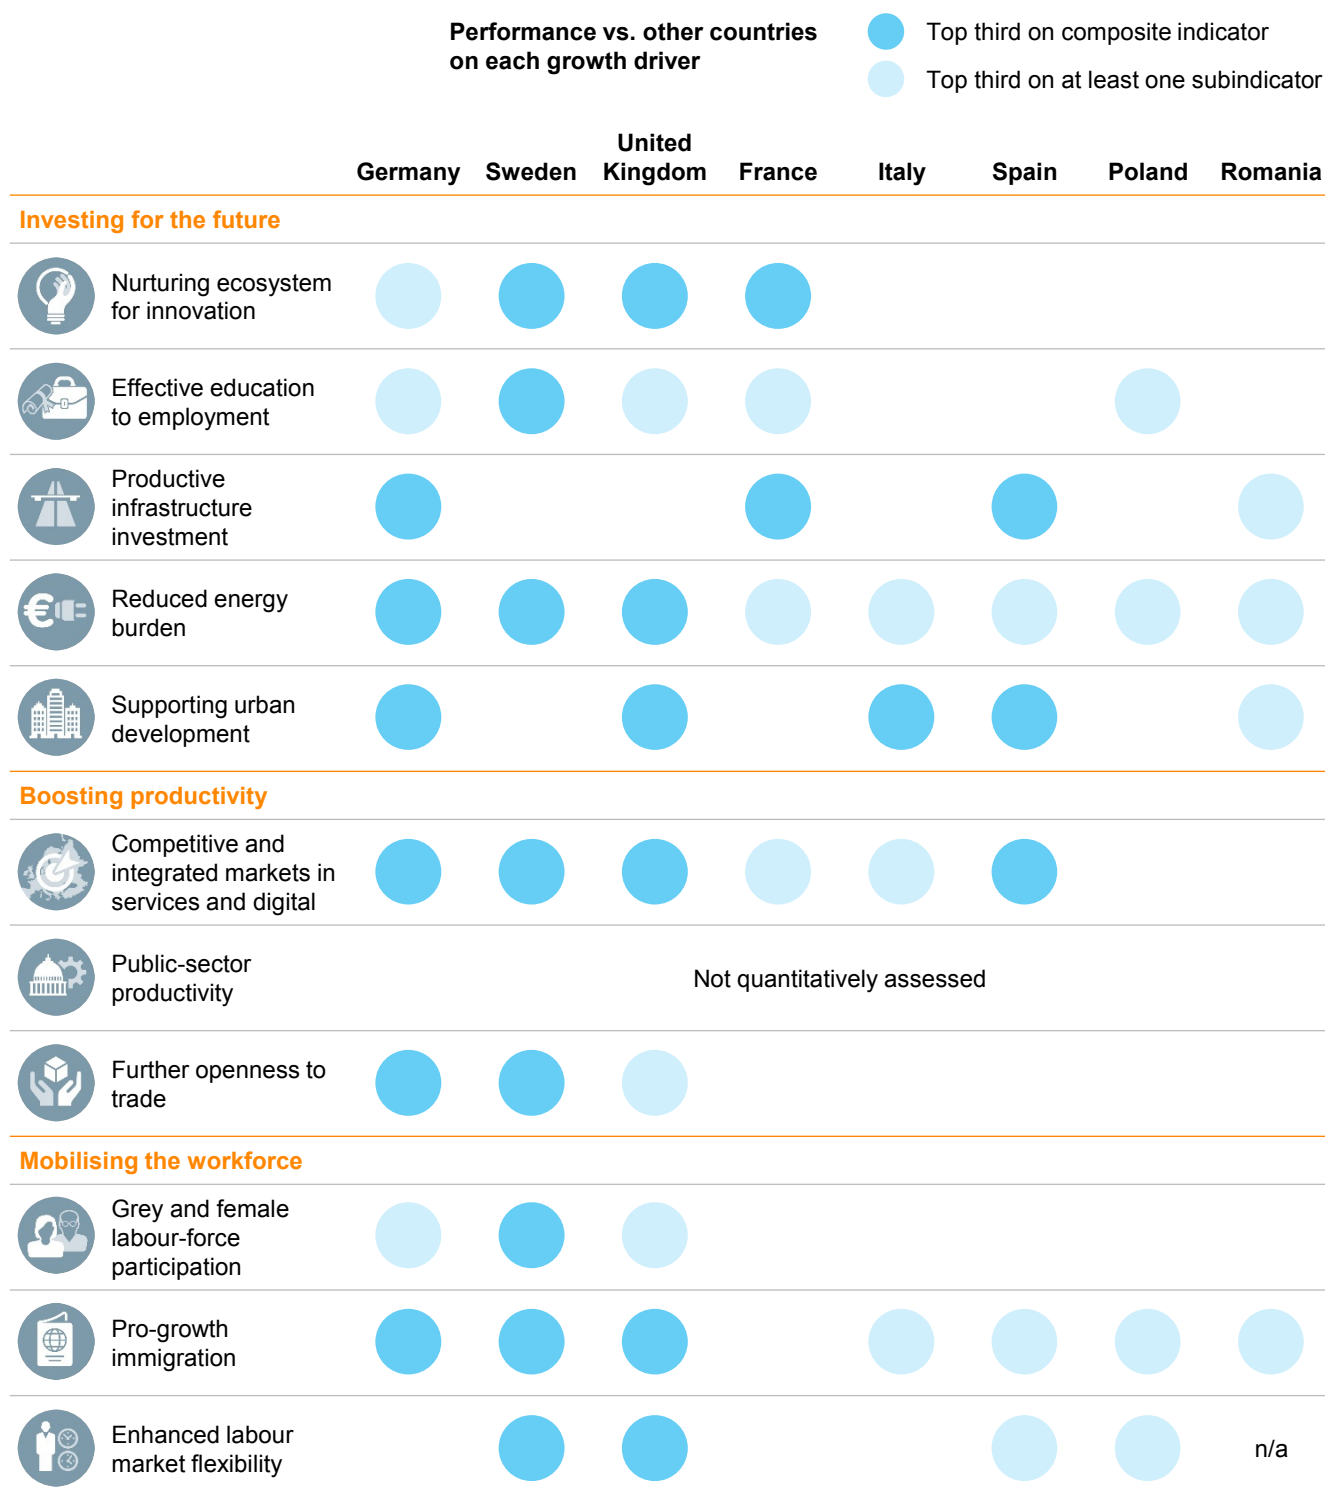 Performance vs. other countries
on each growth driver
Top third on composite indicator
Top third on at least one subindicator
Germany Sweden United Kingdom France Italy Spain Poland Romania
Investing for the future
Nurturing ecosystem
for innovation
Effective education
to employment
Productive
infrastructure
investment
Reduced energy
burden
Supporting urban
development
Boosting productivity
Competitive and
integrated markets in
services and digital
Public-sector
productivity
Not quantitatively assessed
Further openness to
trade
Mobilising the workforce
Grey and female
labour-force
participation
Pro-growth
immigration
Enhanced labour
market flexibility
n/a